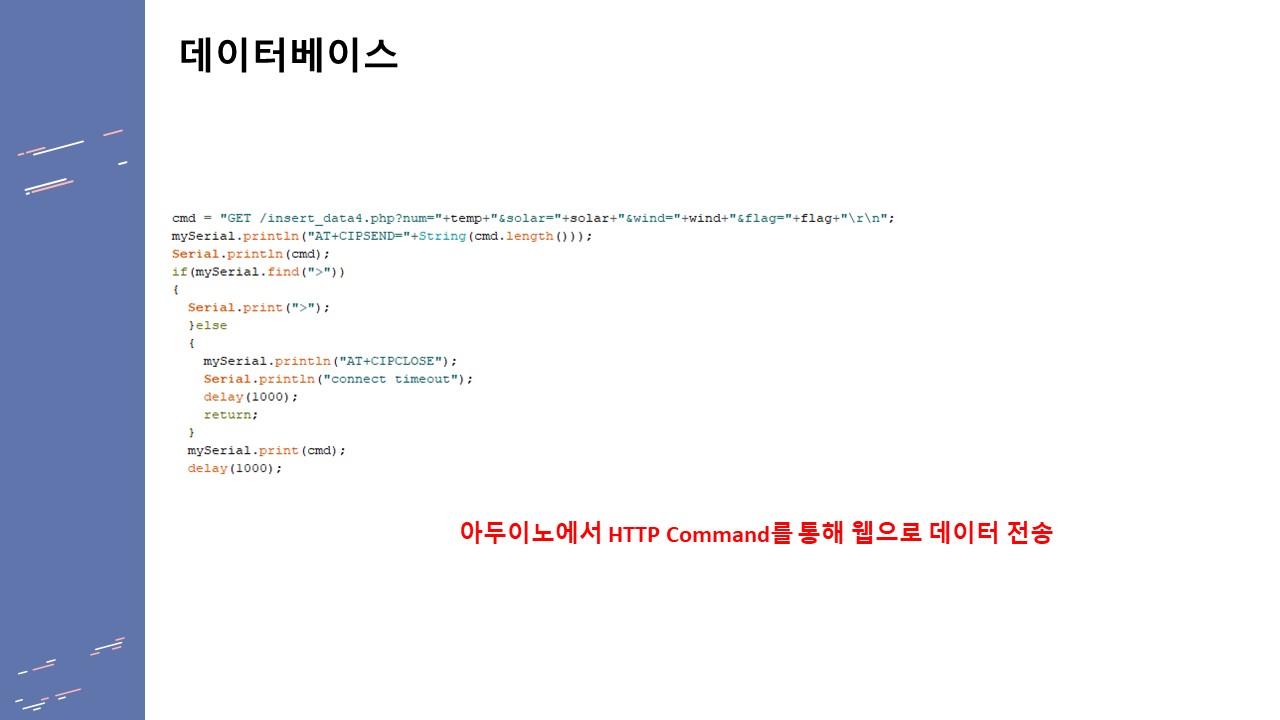 데이터베이스
cmd = "GET /insert_data4.php?num="+temp+"&solar="+solar+"&wind="+wind+"&flag="+flag+"\r\n";
mySerial.println("AT+CIPSEND="+String(cmd.length()));
Serial.println(cmd);
if(mySerial.find(">"))
{
Serial.print(">");
}else
{
mySerial.println("AT+CIPCLOSE");
Serial.println("connect timeout");
delay(1000);
return;
}
mySerial.print(cmd);
delay(1000);
아두이노에서 HTTP Command를 통해 웹으로 데이터 전송